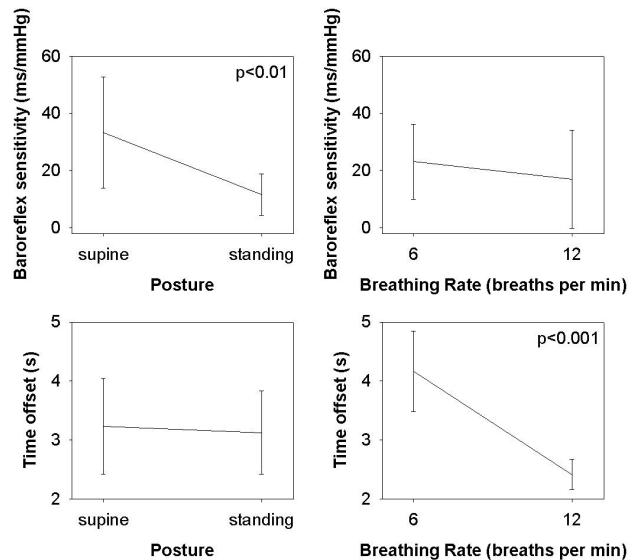 Baroreflex sensitivity (ms/mmHg)
60
40
20
0
p<0.01
supine
standing
Posture
Baroreflex sensitivity (ms/mmHg)
60
40
20
0
6
12
Breathing Rate (breaths per min)
Time offset (s)
5
4
3
2
supine
standing
Posture
Time offset (s)
5
4
3
2
p<0.001
6
12
Breathing Rate (breaths per min)